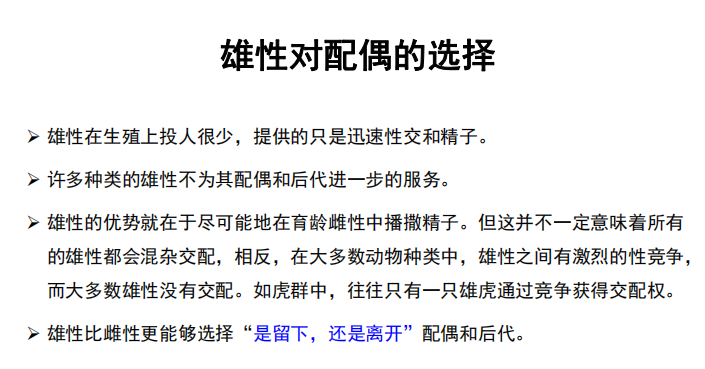 雄性对配偶的选择
➢ 雄性在生殖上投人很少，提供的只是迅速性交和精子。
➢ 许多种类的雄性不为其配偶和后代进一步的服务。
➢ 雄性的优势就在于尽可能地在育龄雌性中播撒精子。但这并不一定意味着所有
的雄性都会混杂交配，相反，在大多数动物种类中，雄性之间有激烈的性竞争，
而大多数雄性没有交配。如虎群中，往往只有一只雄虎通过竞争获得交配权。
➢ 雄性比雌性更能够选择“是留下，还是离开”配偶和后代。